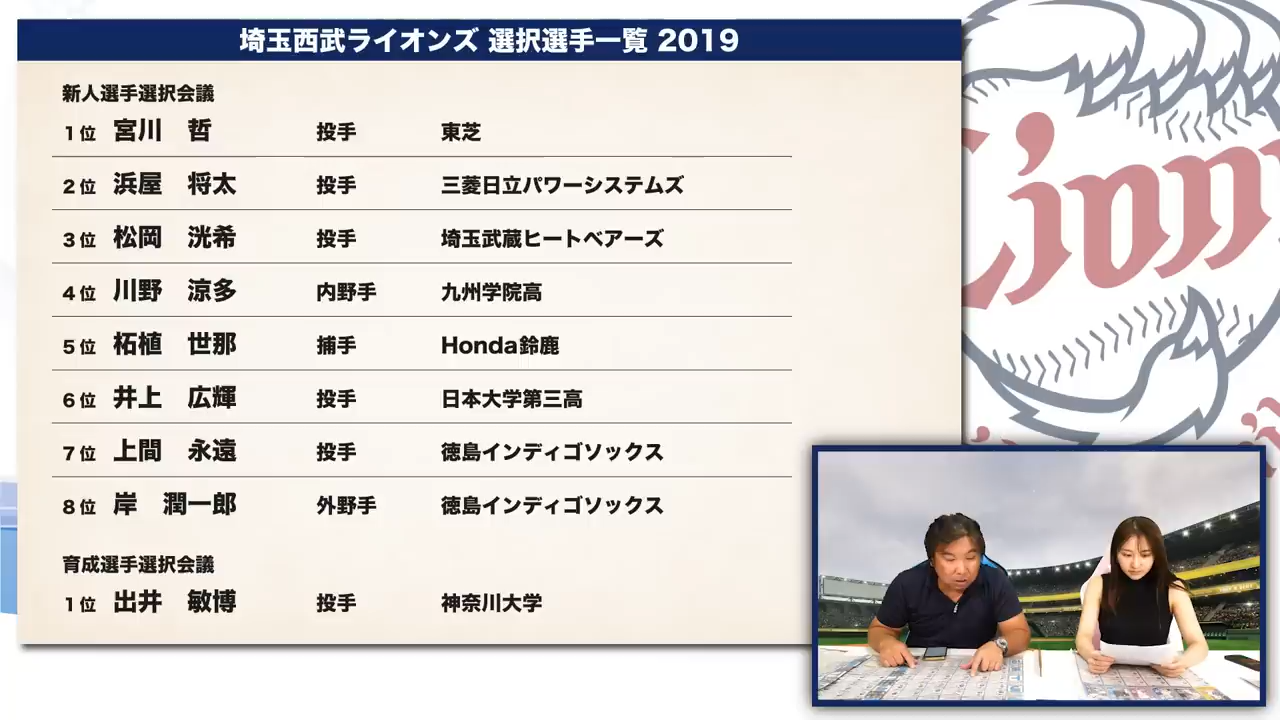 埼玉西武ライオンズ 選択選手一覧 2019
新人選手選択会議
1位 宮川 哲 投手 東芝
2位 浜屋 将太 投手 三菱日立パワーシステムズ
3位 松岡 洸希 投手 埼玉武蔵ヒートベアーズ
4位 川野 涼多 内野手 九州学院高
5位 柘植 世那 捕手 Honda鈴鹿
6位 井上 広輝 投手 日本大学第三高
7位 上間 永遠 投手 徳島インディゴソックス
8位 岸 潤一郎 外野手 徳島インディゴソックス
育成選手選択会議
1位 出井 敏博 投手 神奈川大学
Lions